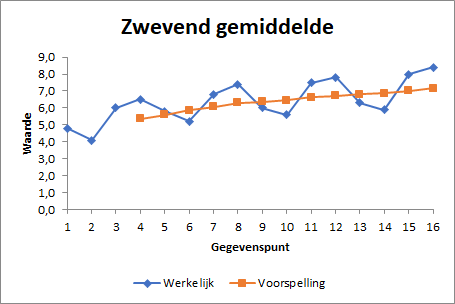 Zwevend gemiddelde
Waarde
9,0
8,0
7,0
6,0
5,0
4,0
3,0
2,0
1,0
0,0
1 2 3 4 5 6 7 8 9 10 11 12 13 14 15 16
Gegevenspunt
Werkelijk Voorspelling